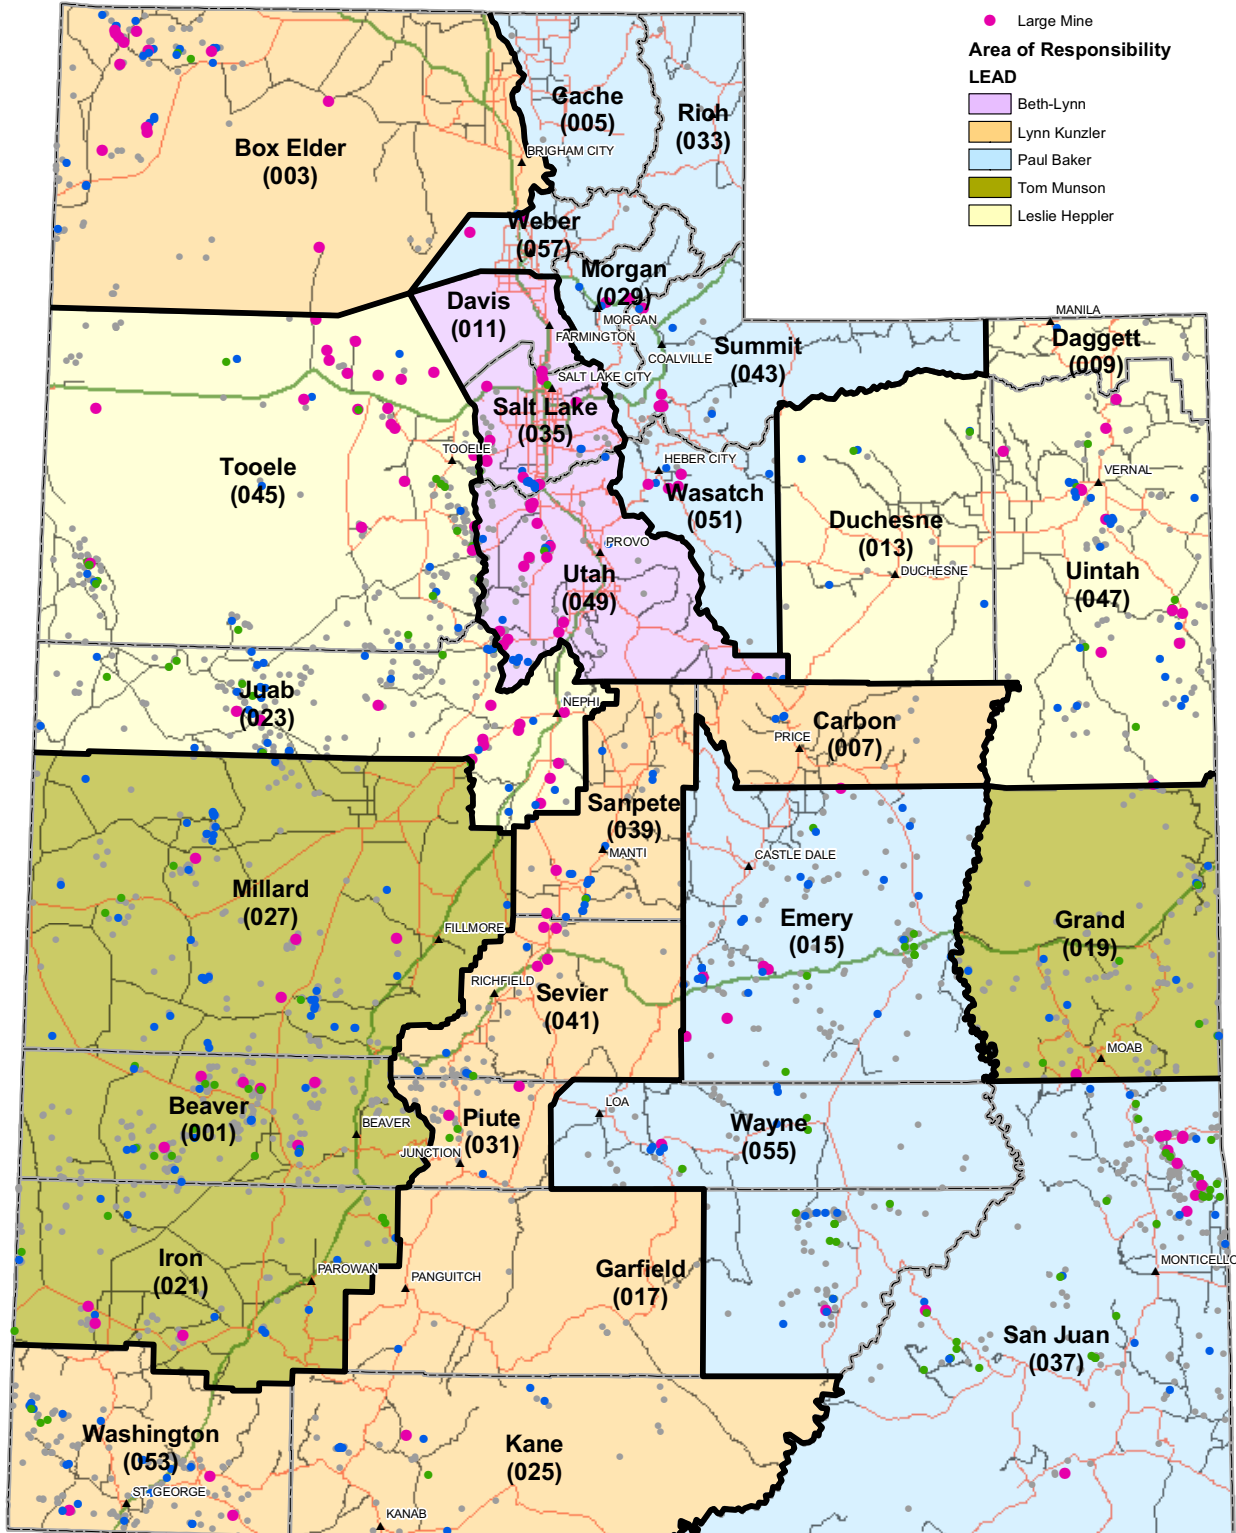 Large Mine
Area of Responsibility
LEAD
Beth-Lynn
Lynn Kunzler
Paul Baker
Tom Munson
Leslie Heppler
Cache
(005)
Rich
(033)
Box Elder
(003)
BRIGHAM CITY
Weber
(057)
Morgan
(029)
MORGAN
Davis
(011)
FARMINGTON
COALVILLE
Summit
(043)
MANILA
Daggett
(009)
SALT LAKE CITY
Salt Lake
(035)
TOOELE
Tooele
(045)
HEBER CITY
Wasatch
(051)
VERNAL
Duchesne
(013)
DUCHESNE
Uintah
(047)
PROVO
Utah
(049)
Juab
(023)
NEPHI
Carbon
(007)
PRICE
Sanpete
(039)
MANTI
CASTLE DALE
Millard
(027)
FILLMORE
Emery
(015)
Grand
(019)
RICHFIELD
Sevier
(041)
MOAB
Beaver
(001)
BEAVER
Piute
(031)
JUNCTION
LOA
Wayne
(055)
Iron
(021)
PAROWAN
PANGUITCH
Garfield
(017)
MONTICELLO
San Juan
(037)
Washington
(053)
ST. GEORGE
Kane
(025)
KANAB